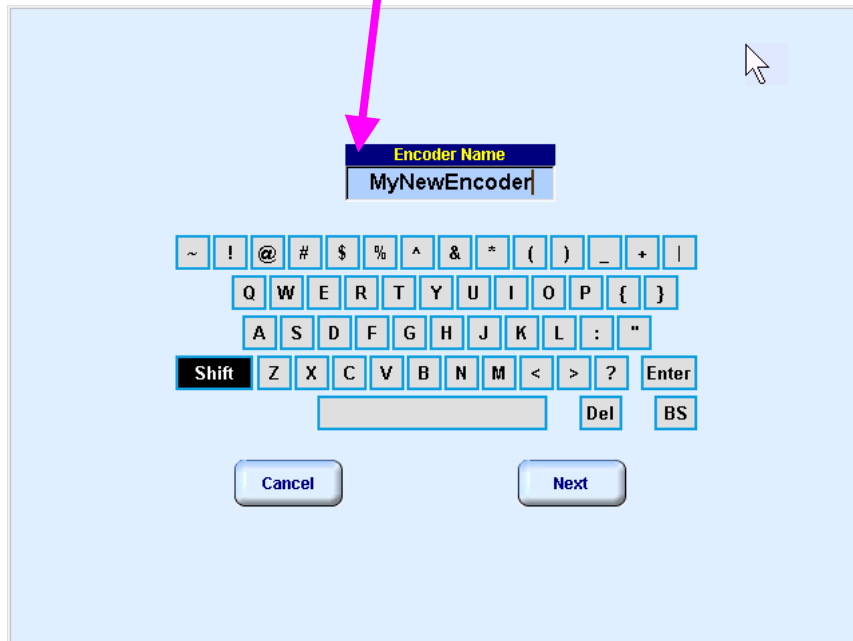 Encoder Name
MyNewEncoder
~ ! @ # $ % ^ & * ( ) _ + |
Q W E R T Y U I O P { }
A S D F G H J K L : "
Shift Z X C V B N M < > ? Enter
Del BS
Cancel Next